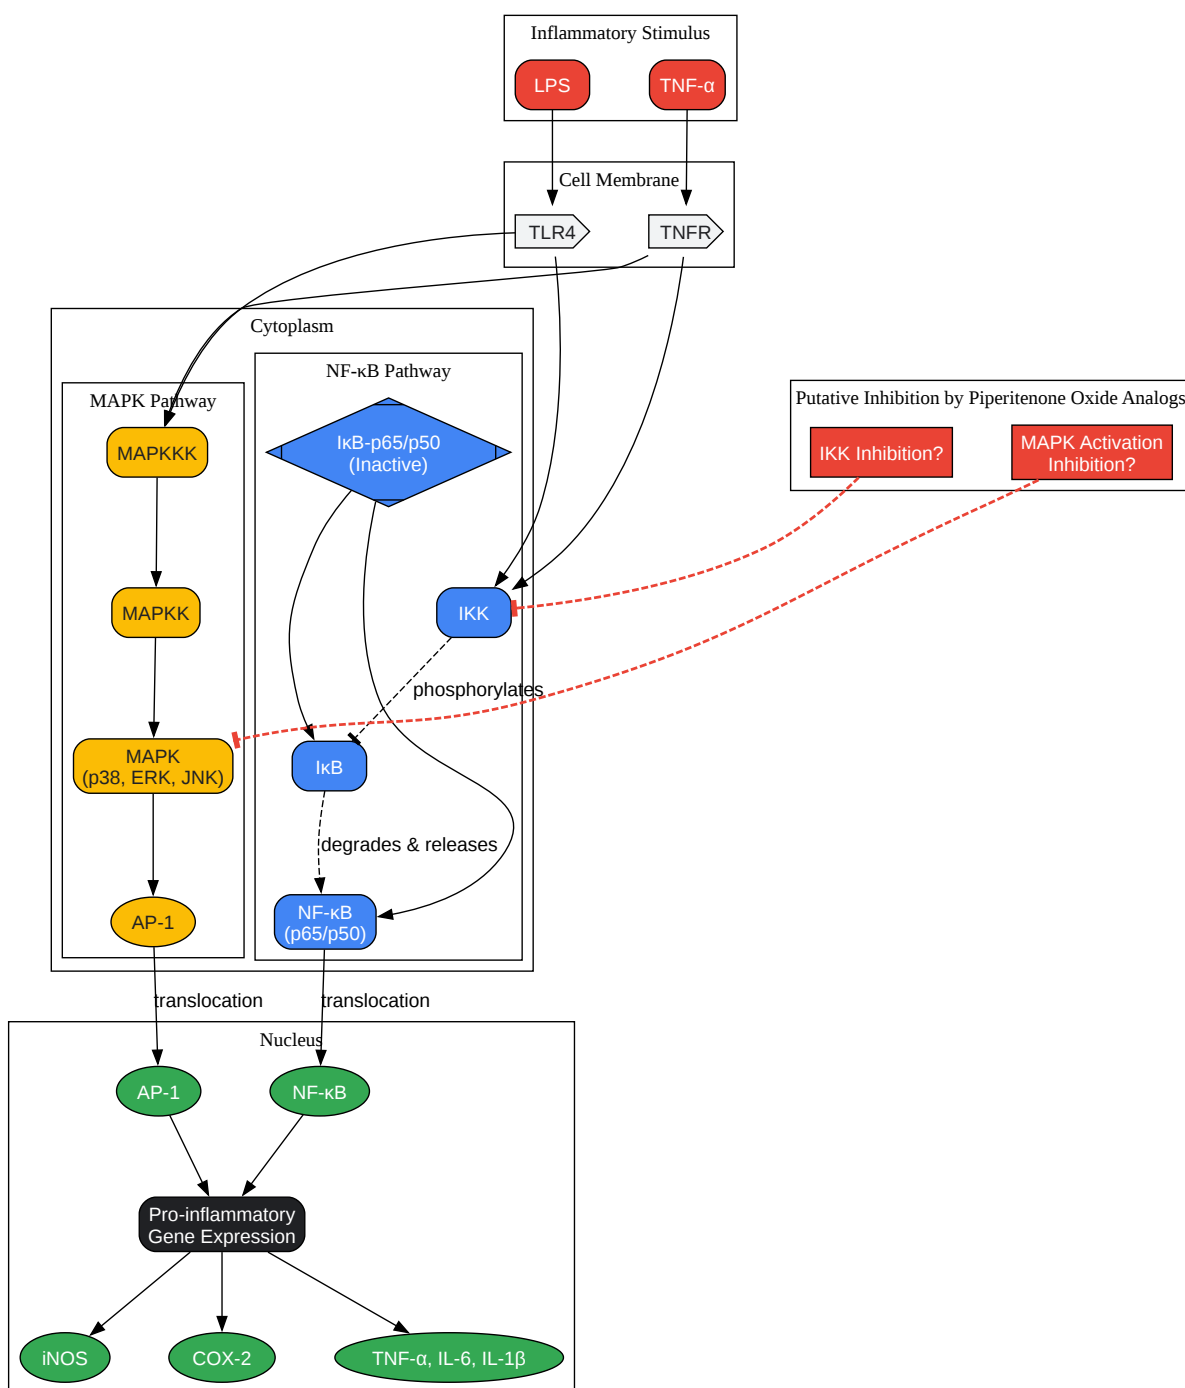 Inflammatory Stimulus
LPS
TNF-α
Cell Membrane
TLR4
TNFR
Cytoplasm
NF-κB Pathway
MAPK Pathway
Putative Inhibition by Piperitenone Oxide Analogs
IκB-p65/p50
(Inactive)
MAPKKK
IKK Inhibition?
MAPK Activation
Inhibition?
MAPKK
IKK
phosphorylates
MAPK
(p38, ERK, JNK)
IκB
degrades & releases
AP-1
NF-κB
(p65/p50)
translocation
translocation
Nucleus
AP-1
NF-κB
Pro-inflammatory
Gene Expression
iNOS
COX-2
TNF-α, IL-6, IL-1β